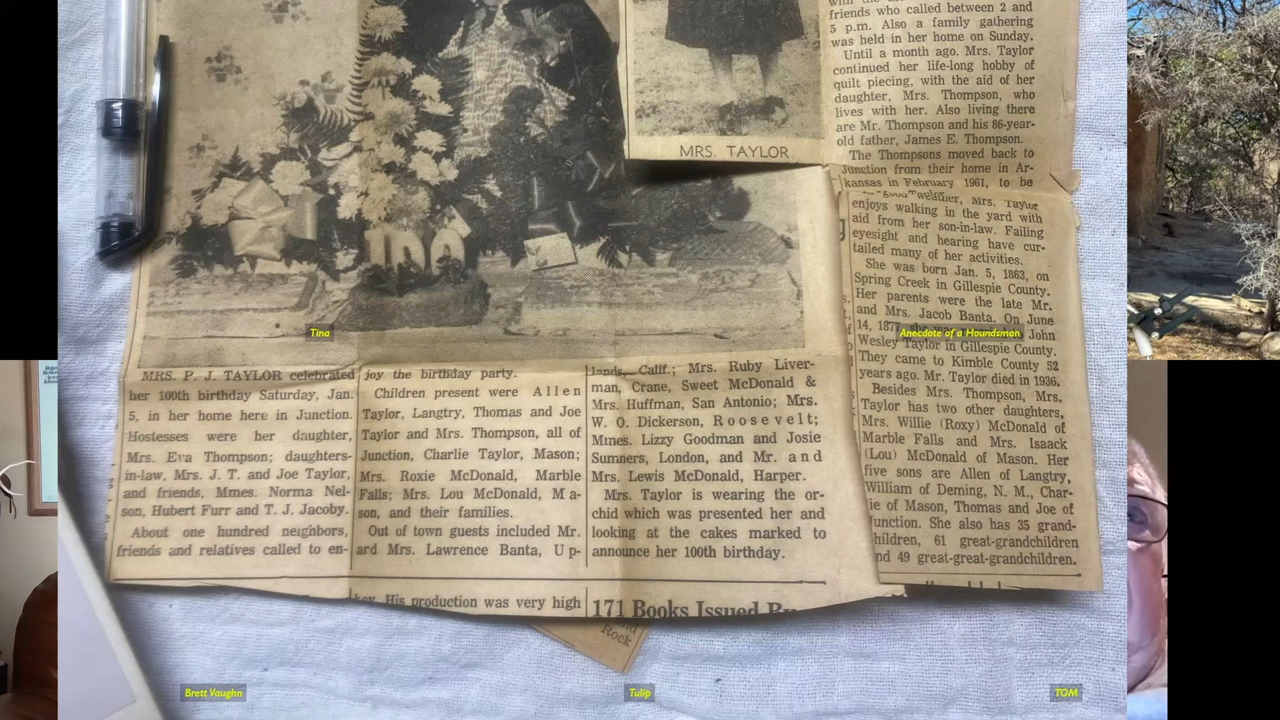 with the
friends who called between 2 and
5 p.m. Also a family gathering
was held in her home on Sunday.
Until a month ago. Mrs. Taylor
continued her life-long hobby of
quilt piecing, with the aid of her
daughter, Mrs. Thompson, who
lives with her. Also living there
are Mr. Thompson and his 86-year-
old father, James E. Thompson.
The Thompsons moved back to
Junction from their home in Ar-
kansas in February 1961, to be
MRS. TAYLOR
enjoys walking in the yard with
aid from her son-in-law. Failing
eyesight and hearing have cur-
tailed many of her activities.
She was born Jan. 5, 1863, on
Spring Creek in Gillespie County.
Her parents were the late Mr.
and Mrs. Jacob Banta. On June
14, 187 John
Wesley Taylor in Gillespie County.
They came to Kimble County 52
years ago. Mr. Taylor died in 1936.
Besides Mrs. Thompson, Mrs.
Taylor has two other daughters,
Mrs. Willie (Roxy) McDonald of
Marble Falls and Mrs. Isaack
(Lou) McDonald of Mason. Her
five sons are Allen of Langtry,
William of Deming, N. M., Char-
ie of Mason, Thomas and Joe of
Junction. She also has 35 grand-
hildren, 61 great-grandchildren
nd 49 great-great-grandchildren.
Tina
Anecdote of a Houndsman
MRS. P. J. TAYLOR celebrated
her 100th birthday Saturday, Jan.
5, in her home here in Junction.
Hostesses were her daughter,
Mrs. Eva Thompson; daughters-
in-law, Mrs. J. T. and Joe Taylor,
and friends, Mmes. Norma Nel-
son, Hubert Furr and T. J. Jacoby.
About one hundred neighbors,
friends and relatives called to en-
joy the birthday party.
Children present were Allen
Taylor, Langtry, Thomas and Joe
Taylor and Mrs. Thompson, all of
Junction; Charlie Taylor, Mason;
Mrs. Roxie McDonald, Marble
Falls; Mrs. Lou McDonald, Ma-
son, and their families.
Out of town guests included Mr.
and Mrs. Lawrence Banta, Up-
lands, Calif.; Mrs. Ruby Liver-
man, Crane, Sweet McDonald &
Mrs. Huffman, San Antonio; Mrs.
W. O. Dickerson, Roosevelt;
Mmes. Lizzy Goodman and Josie
Sumners, London, and Mr. and
Mrs. Lewis McDonald, Harper.
Mrs. Taylor is wearing the or-
chid which was presented her and
looking at the cakes marked to
announce her 100th birthday.
His production was very high
171 Books Issued
Rock
Brett Vaughn
Tulip
TOM